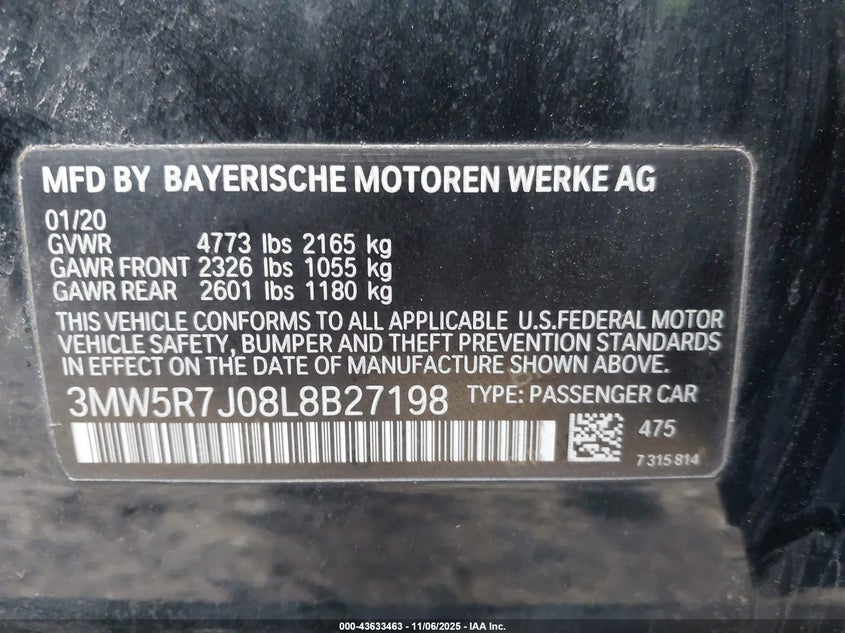 MFD BY BAYERISCHE MOTOREN WERKE AG
01/20
GVWR 4773 lbs 2165 kg
GAWR FRONT 2326 lbs 1055 kg
GAWR REAR 2601 lbs 1180 kg
THIS VEHICLE CONFORMS TO ALL APPLICABLE U.S.FEDERAL MOTOR
VEHICLE SAFETY, BUMPER AND THEFT PREVENTION STANDARDS
IN EFFECT ON THE DATE OF MANUFACTURE SHOWN ABOVE.
3MW5R7J08L8B27198 TYPE: PASSENGER CAR
475
7 315 814
000-43633463 - 11/06/2025 - IAA Inc.